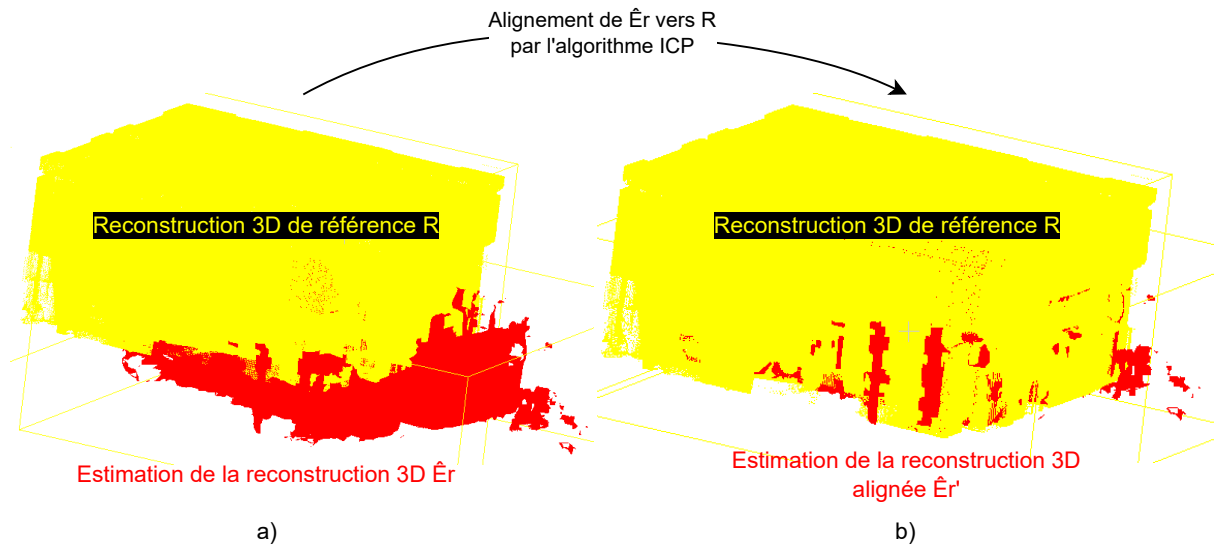 Alignement de Êr vers R
par l'algorithme ICP
Reconstruction 3D de référence R
Reconstruction 3D de référence R
Estimation de la reconstruction 3D Êr
Estimation de la reconstruction 3D
alignée Êr'
a)
b)